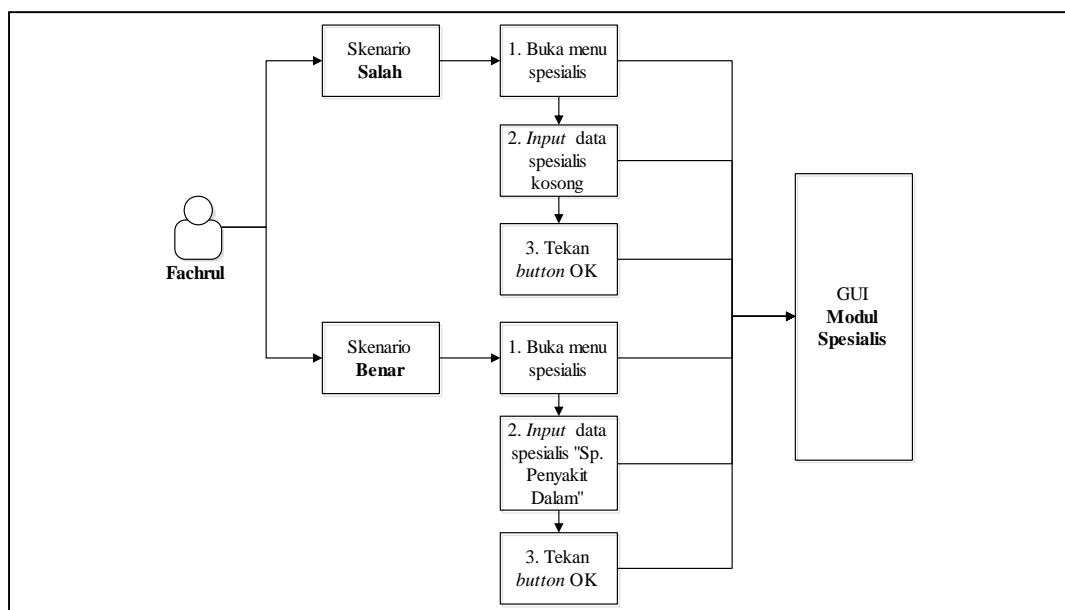 Skenario
Salah
1. Buka menu
spesialis
2. Input data
spesialis
kosong
3. Tekan
button OK
Fachrul
Skenario
Benar
1. Buka menu
spesialis
2. Input data
spesialis "Sp.
Penyakit
Dalam"
3. Tekan
button OK
GUI
Modul
Spesialis